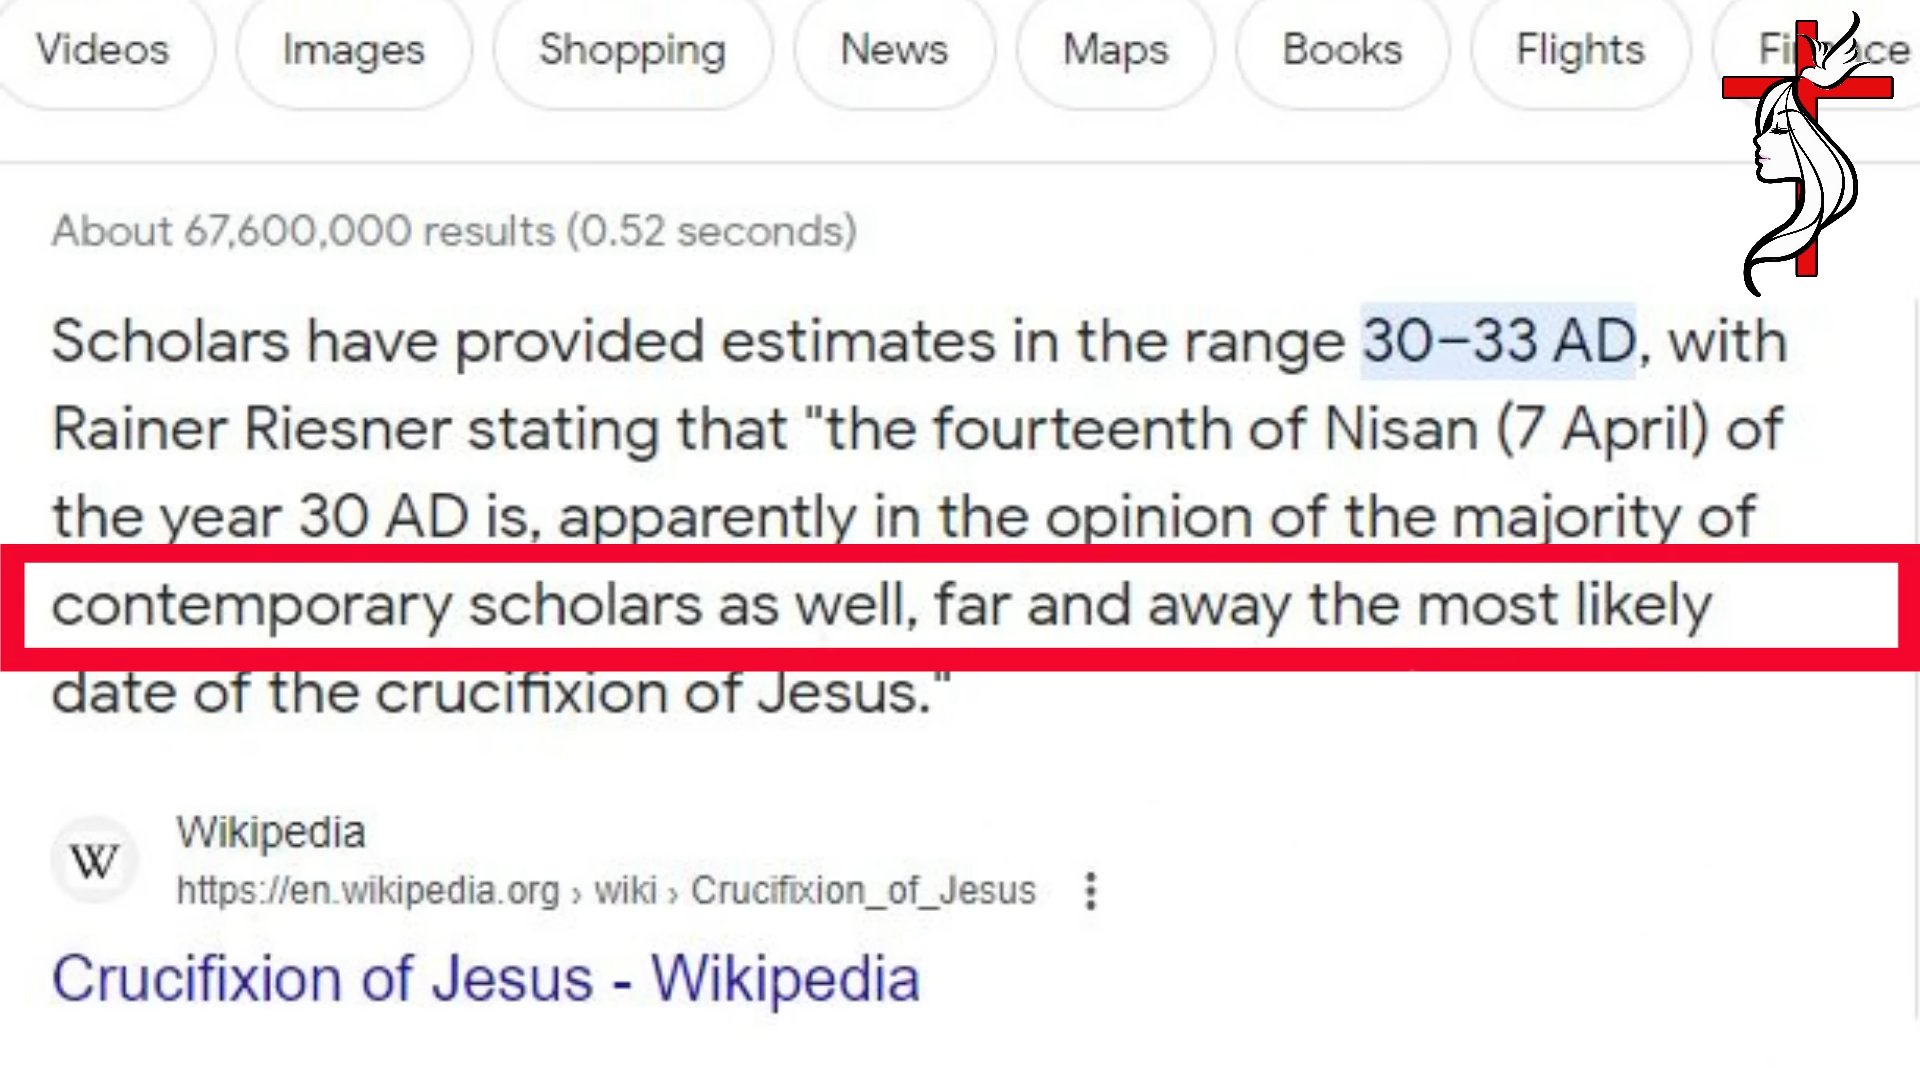 Videos Images Shopping News Maps Books Flights
About 67,600,000 results (0.52 seconds)
Scholars have provided estimates in the range 30–33 AD, with
Rainer Riesner stating that "the fourteenth of Nisan (7 April) of
the year 30 AD is, apparently in the opinion of the majority of
contemporary scholars as well, far and away the most likely
date of the crucifixion of Jesus."
W
Wikipedia
https://en.wikipedia.org › wiki › Crucifixion_of_Jesus
Crucifixion of Jesus - Wikipedia